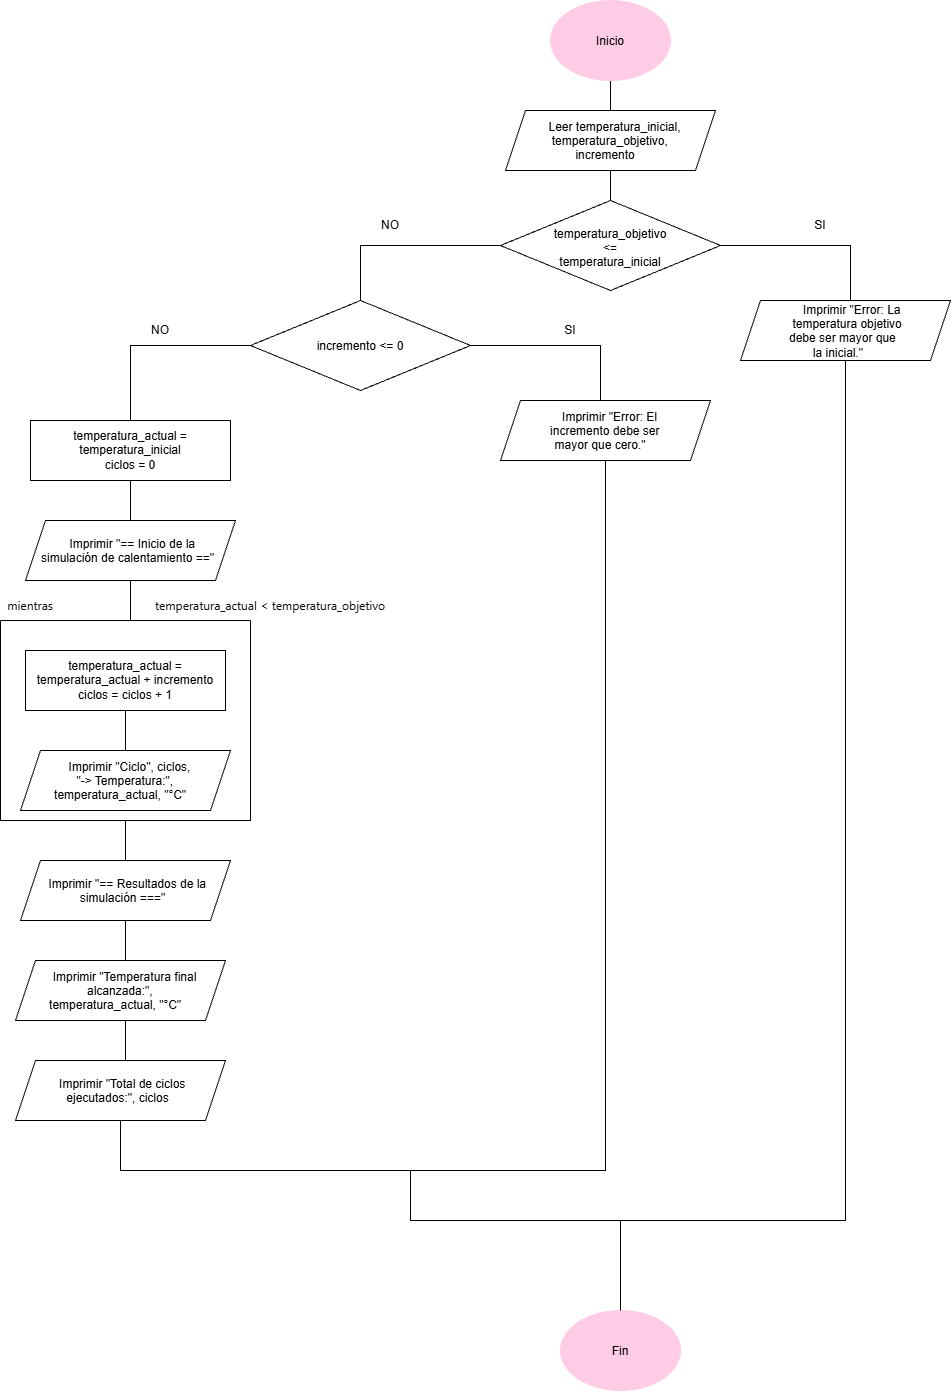 Inicio
Leer temperatura_inicial,
temperatura_objetivo,
incremento
NO
SI
temperatura_objetivo
<=
temperatura_inicial
NO
SI
incremento <= 0
Imprimir "Error: La
temperatura objetivo
debe ser mayor que
la inicial."
Imprimir "Error: El
incremento debe ser
mayor que cero."
temperatura_actual =
temperatura_inicial
ciclos = 0
Imprimir "== Inicio de la
simulación de calentamiento =="
mientras
temperatura_actual < temperatura_objetivo
temperatura_actual =
temperatura_actual + incremento
ciclos = ciclos + 1
Imprimir "Ciclo", ciclos,
"-> Temperatura:",
temperatura_actual, "°C"
Imprimir "== Resultados de la
simulación ==="
Imprimir "Temperatura final
alcanzada:",
temperatura_actual, "°C"
Imprimir "Total de ciclos
ejecutados:", ciclos
Fin